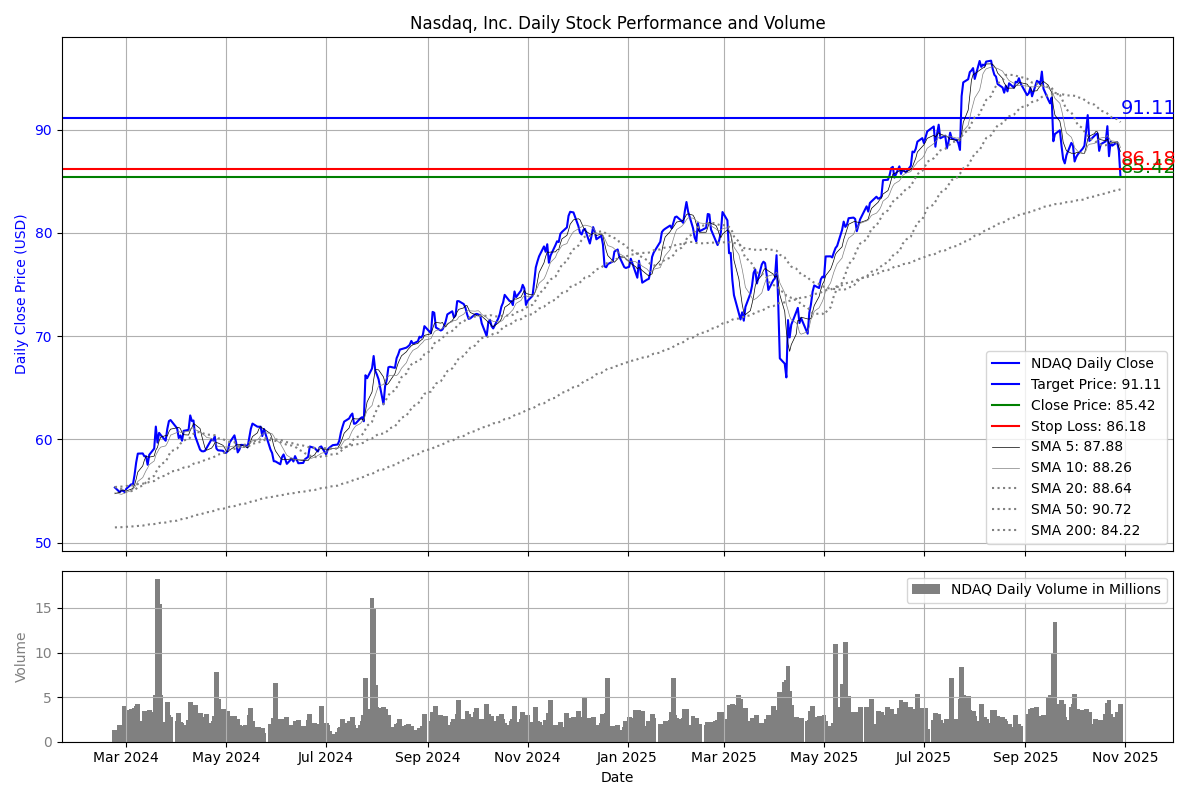 Nasdaq, Inc. Daily Stock Performance and Volume
Daily Close Price (USD)
90
80
70
60
50
91.11
86.18
85.42
NDAQ Daily Close
Target Price: 91.11
Close Price: 85.42
Stop Loss: 86.18
SMA 5: 87.88
SMA 10: 88.26
SMA 20: 88.64
SMA 50: 90.72
SMA 200: 84.22
Volume
15
10
5
0
NDAQ Daily Volume in Millions
Mar 2024 May 2024 Jul 2024 Sep 2024 Nov 2024 Jan 2025 Mar 2025 May 2025 Jul 2025 Sep 2025 Nov 2025
Date